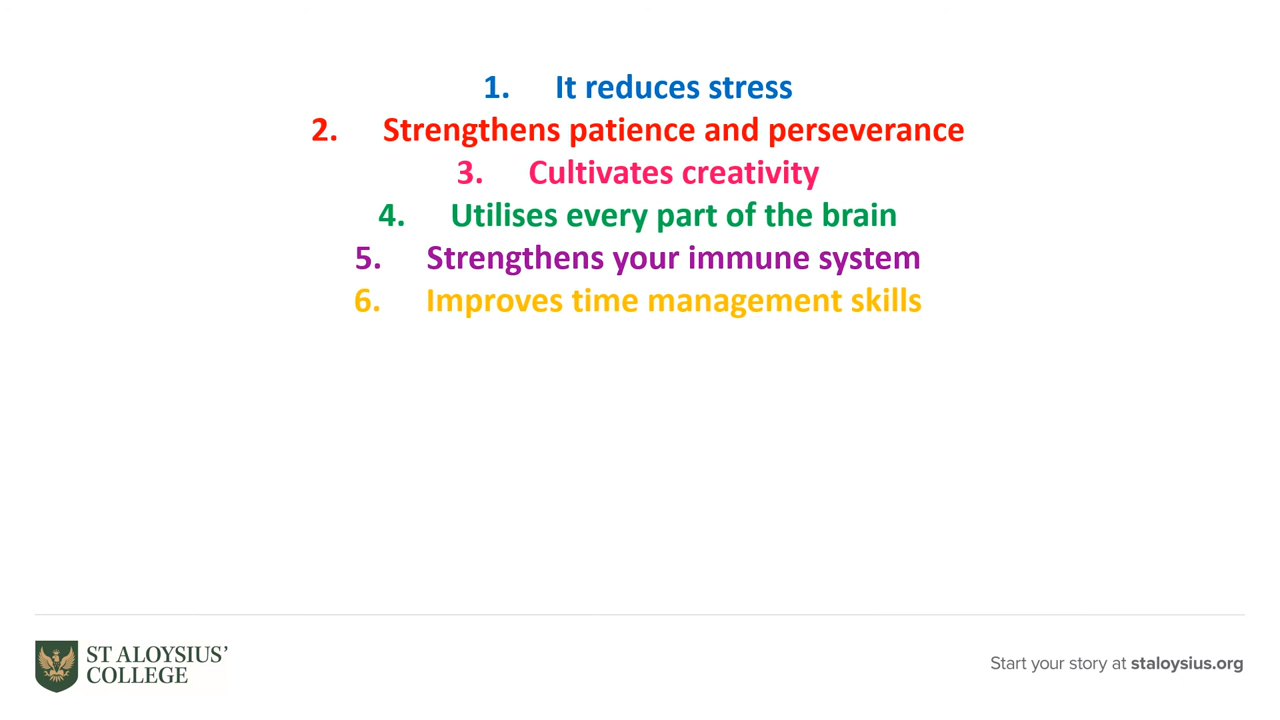 1. It reduces stress
2. Strengthens patience and perseverance
3. Cultivates creativity
4. Utilises every part of the brain
5. Strengthens your immune system
6. Improves time management skills
ST ALOYSIUS’
COLLEGE
Start your story at staloysius.org